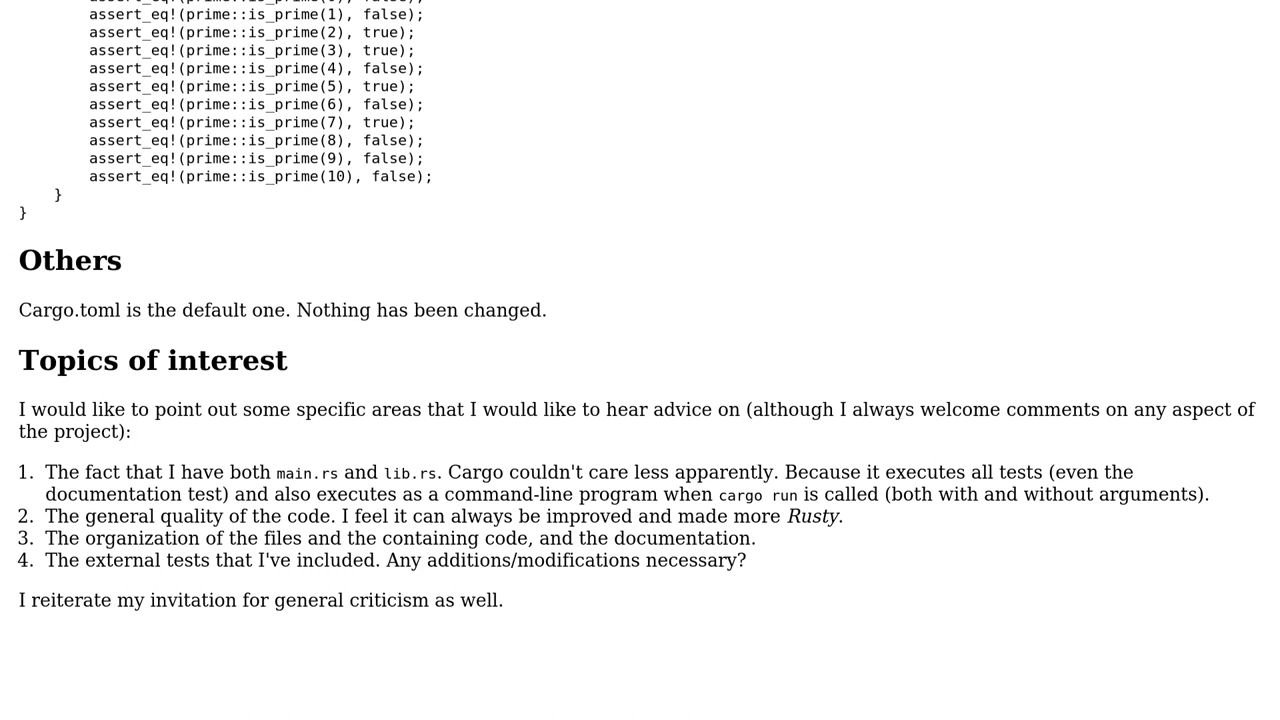 assert_eq!(prime::is_prime(0), false);
assert_eq!(prime::is_prime(1), false);
assert_eq!(prime::is_prime(2), true);
assert_eq!(prime::is_prime(3), true);
assert_eq!(prime::is_prime(4), false);
assert_eq!(prime::is_prime(5), true);
assert_eq!(prime::is_prime(6), false);
assert_eq!(prime::is_prime(7), true);
assert_eq!(prime::is_prime(8), false);
assert_eq!(prime::is_prime(9), false);
assert_eq!(prime::is_prime(10), false);
}
}
Others
Cargo.toml is the default one. Nothing has been changed.
Topics of interest
I would like to point out some specific areas that I would like to hear advice on (although I always welcome comments on any aspect of
the project):
1. The fact that I have both main.rs and lib.rs. Cargo couldn't care less apparently. Because it executes all tests (even the
documentation test) and also executes as a command-line program when cargo run is called (both with and without arguments).
2. The general quality of the code. I feel it can always be improved and made more Rusty.
3. The organization of the files and the containing code, and the documentation.
4. The external tests that I've included. Any additions/modifications necessary?
I reiterate my invitation for general criticism as well.